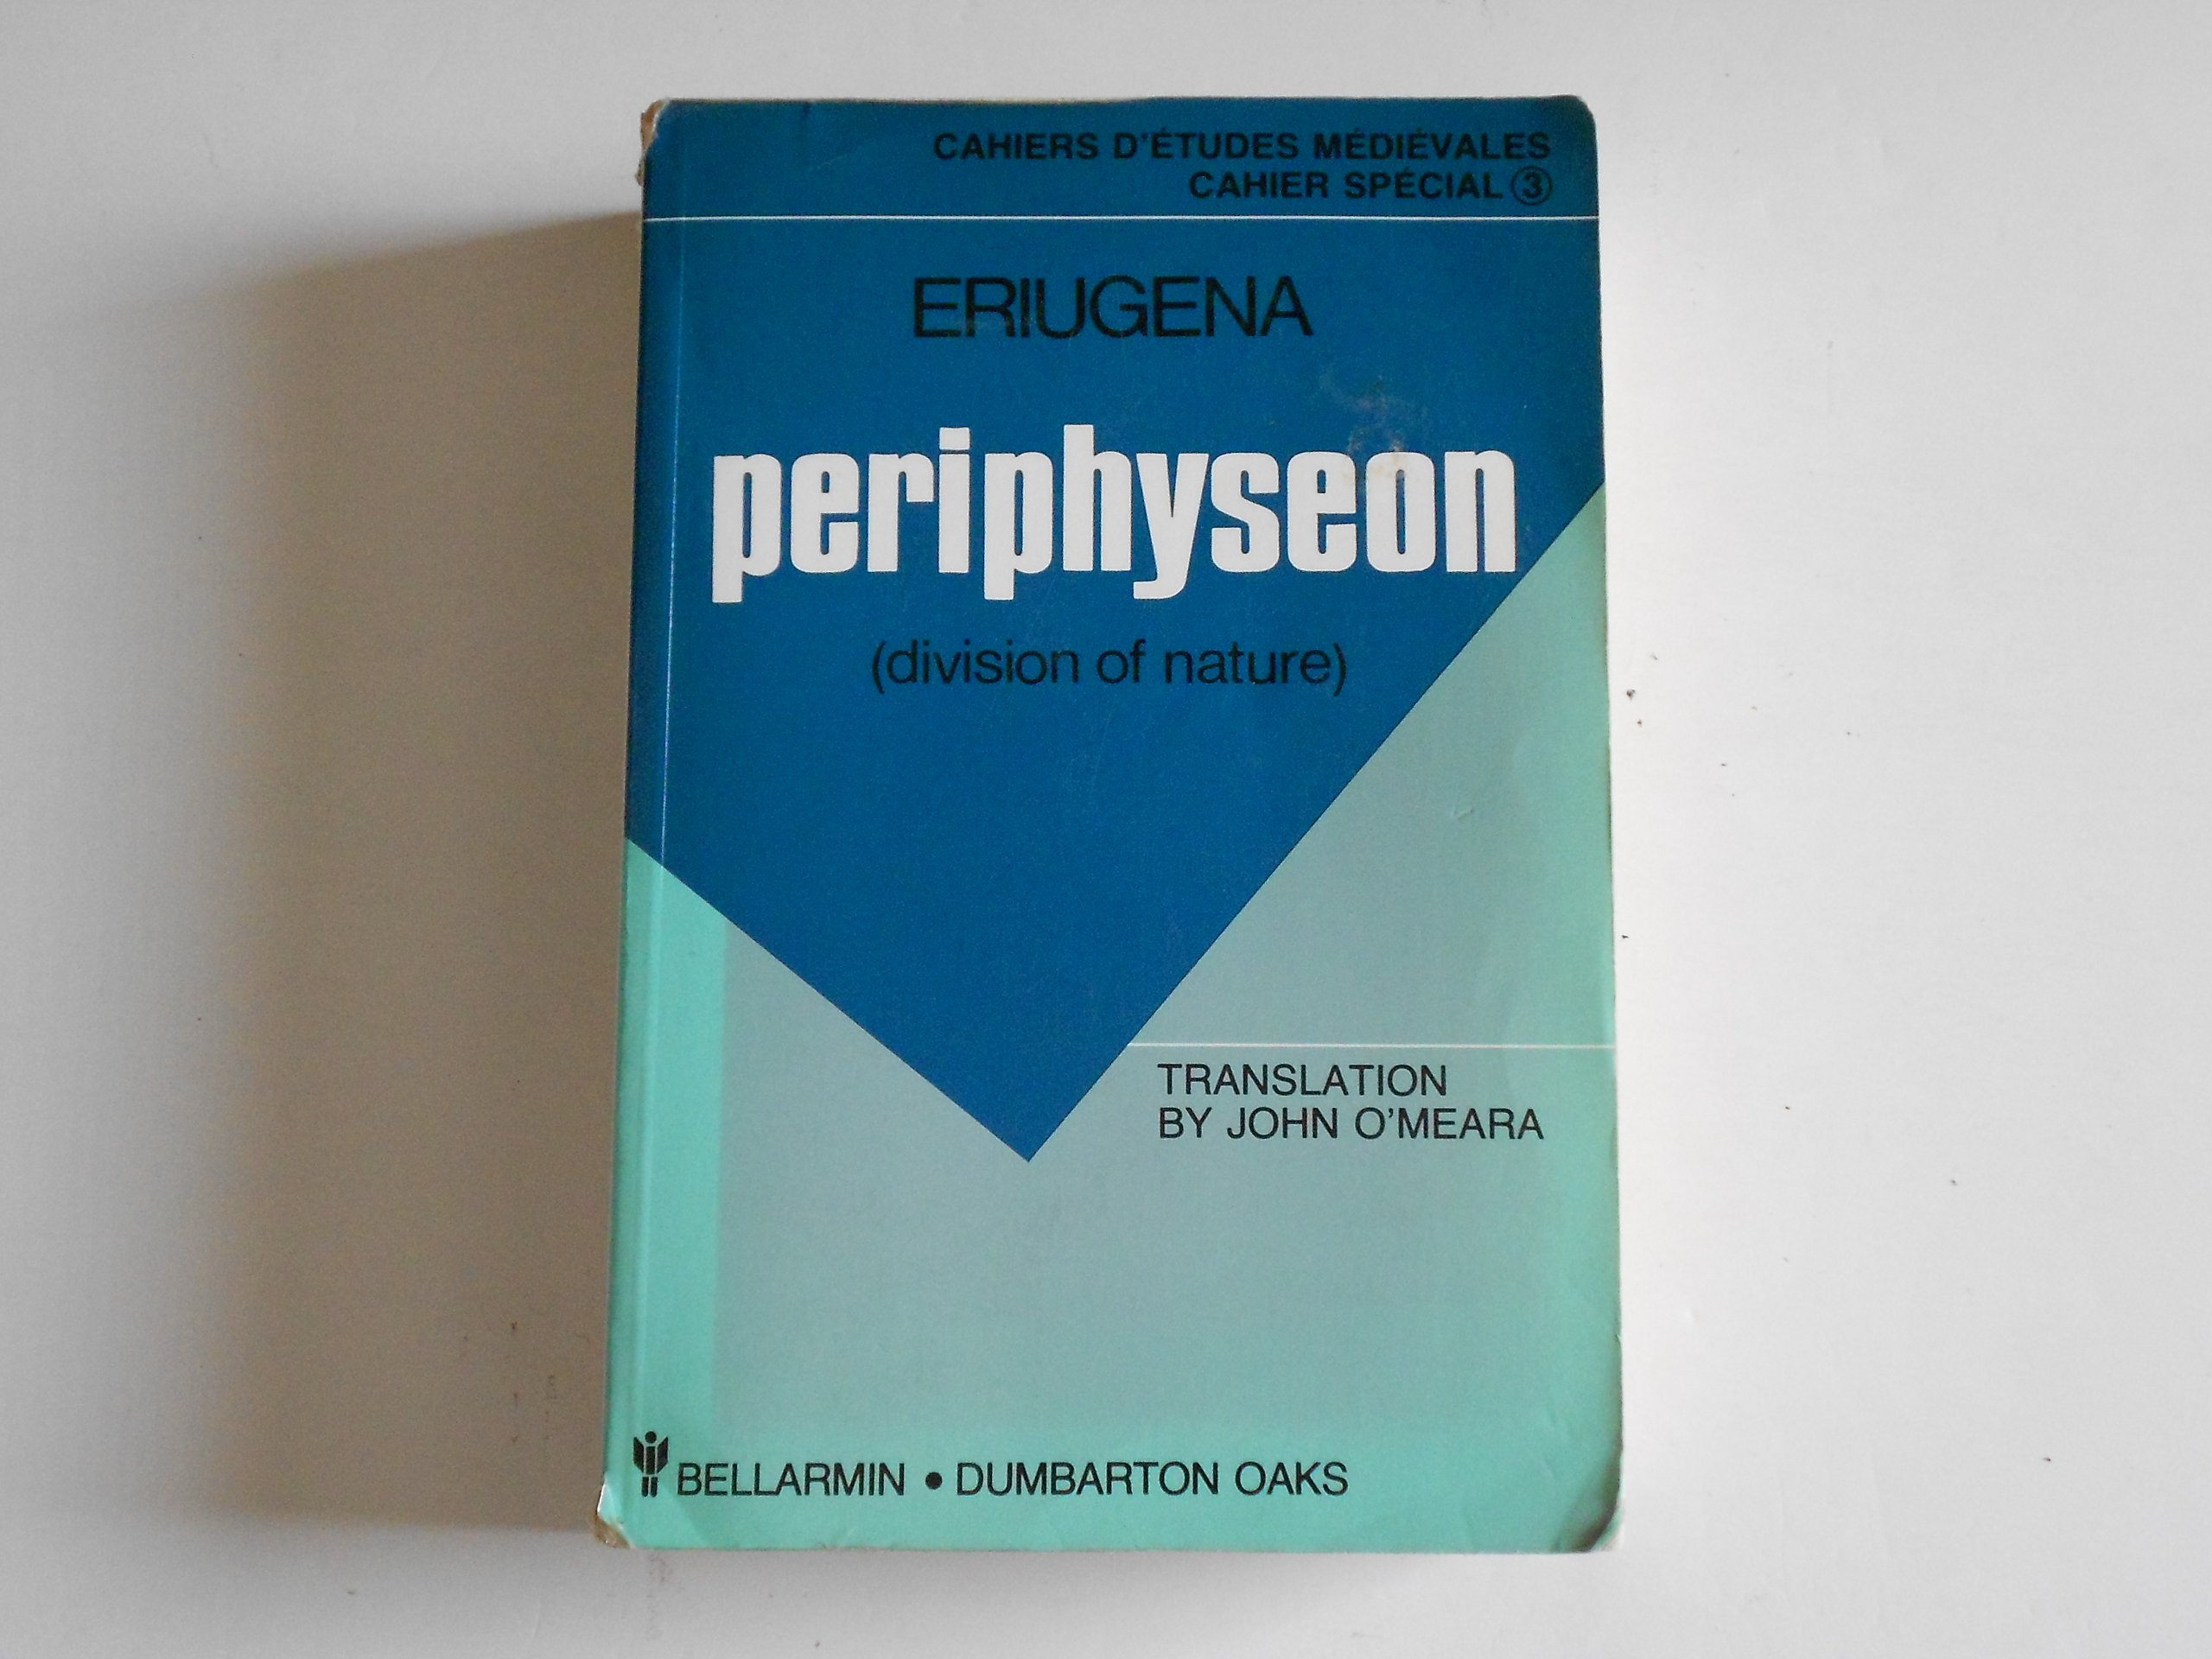 CAHIERS D'ÉTUDES MÉDIÉVALES
CAHIER SPÉCIAL ③
ERIUGENA
periphyseon
(division of nature)
TRANSLATION
BY JOHN O'MEARA
BELLARMIN • DUMBARTON OAKS